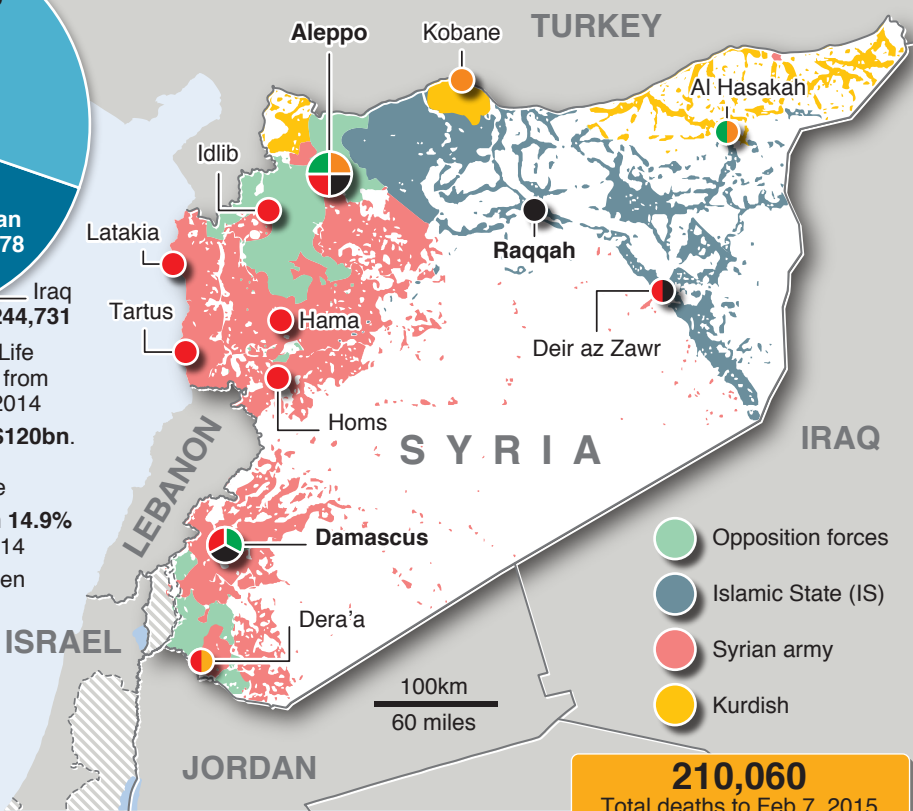 TURKEY
Aleppo
Kobane
Al Hasakah
Idlib
an
78
Latakia
Raqqah
Iraq
244,731
Tartus
Hama
Life
from
2014
Deir az Zawr
$120bn.
Homs
SYRIA
IRAQ
LEBANON
e
14.9%
14
en
Damascus
Opposition forces
Islamic State (IS)
Dera'a
ISRAEL
Syrian army
100km
60 miles
Kurdish
JORDAN
210,060
Total deaths to Feb 7, 2015